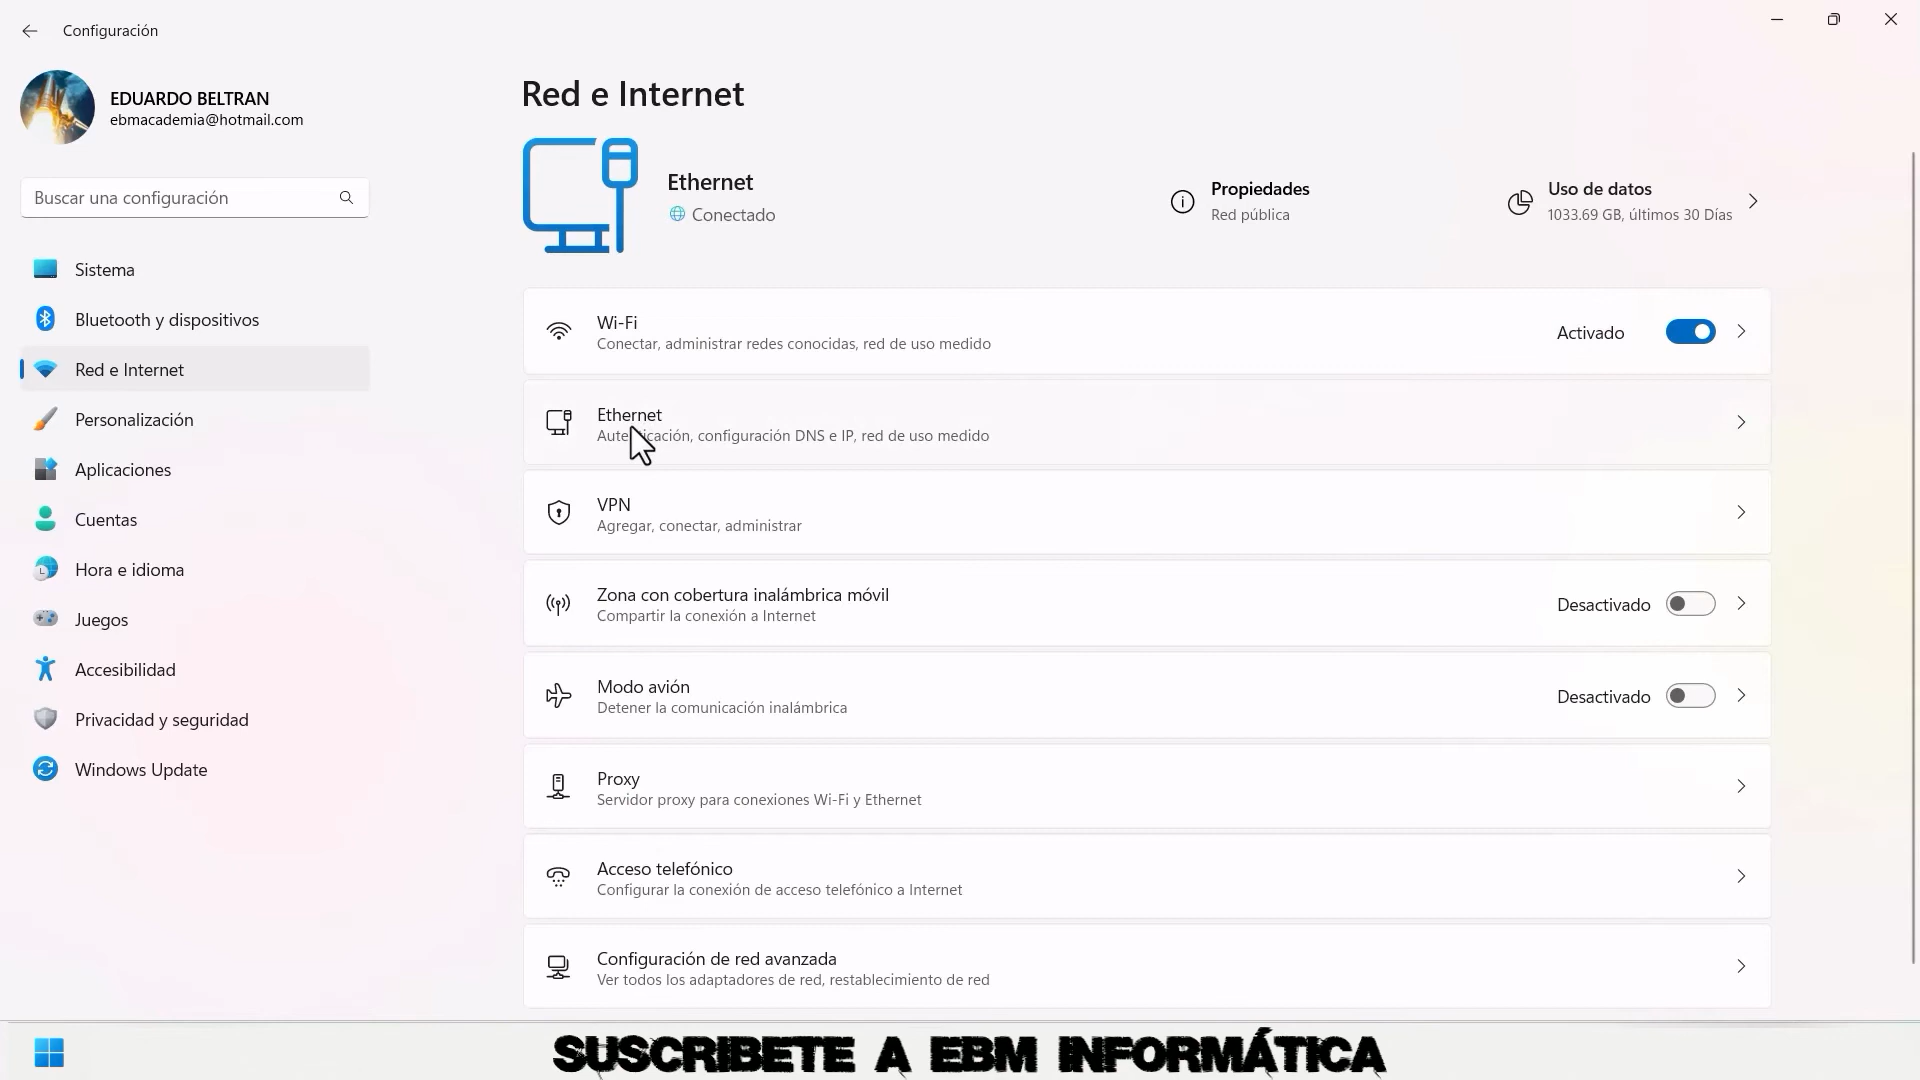 Configuración
EDUARDO BELTRAN
ebmacademia@hotmail.com
Buscar una configuración
Sistema
Bluetooth y dispositivos
Red e Internet
Personalización
Aplicaciones
Cuentas
Hora e idioma
Juegos
Accesibilidad
Privacidad y seguridad
Windows Update
Red e Internet
Ethernet
Conectado
Propiedades
Red pública
Uso de datos
1033.69 GB, últimos 30 Días
Wi-Fi
Conectar, administrar redes conocidas, red de uso medido
Activado
Ethernet
Autenticación, configuración DNS e IP, red de uso medido
VPN
Agregar, conectar, administrar
Zona con cobertura inalámbrica móvil
Compartir la conexión a Internet
Desactivado
Modo avión
Detener la comunicación inalámbrica
Desactivado
Proxy
Servidor proxy para conexiones Wi-Fi y Ethernet
Acceso telefónico
Configurar la conexión de acceso telefónico a Internet
Configuración de red avanzada
Ver todos los adaptadores de red, restablecimiento de red
SUSCRIBETE A EBM INFORMÁTICA